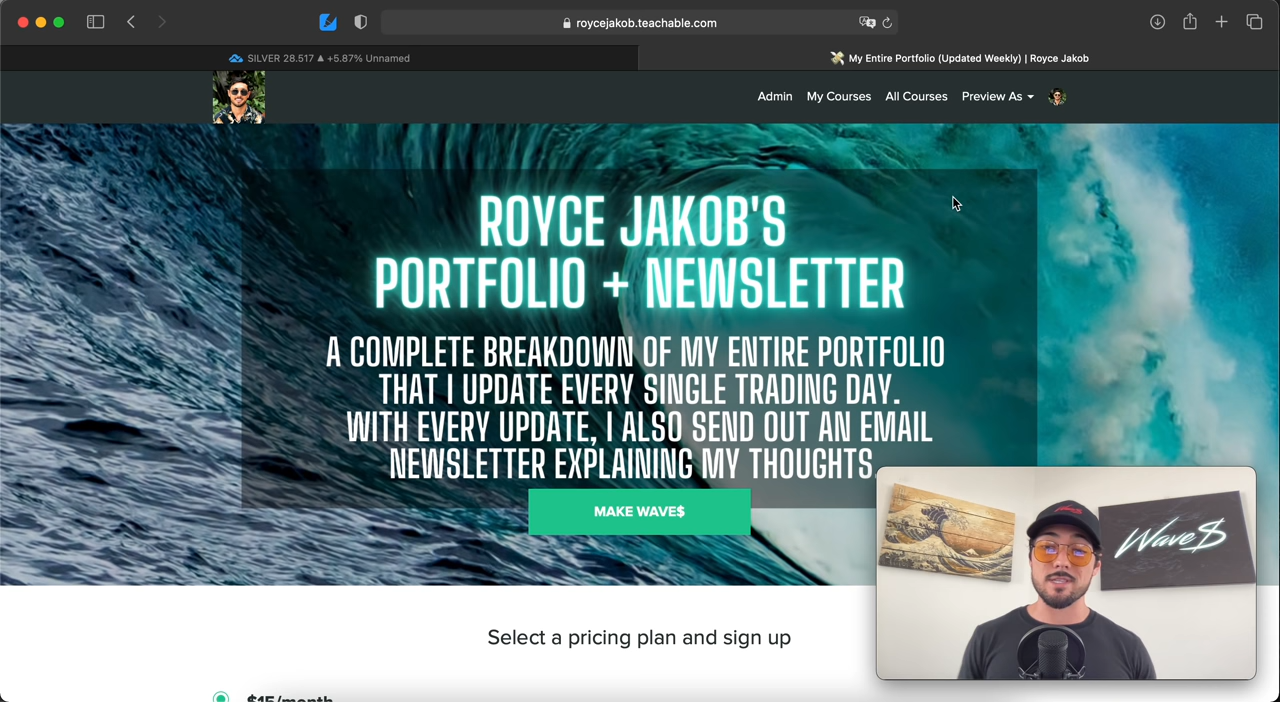 roycejakob.teachable.com
SILVER 28.517 ▲ +5.87% Unnamed
My Entire Portfolio (Updated Weekly) | Royce Jakob
Admin My Courses All Courses Preview As
ROYCE JAKOB'S
PORTFOLIO + NEWSLETTER
A COMPLETE BREAKDOWN OF MY ENTIRE PORTFOLIO
THAT I UPDATE EVERY SINGLE TRADING DAY.
WITH EVERY UPDATE, I ALSO SEND OUT AN EMAIL
NEWSLETTER EXPLAINING MY THOUGHTS
MAKE WAVE$
Wave$
Select a pricing plan and sign up
$15/month